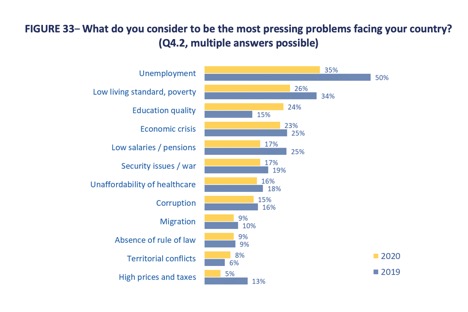 FIGURE 33– What do you consider to be the most pressing problems facing your country?
(Q4.2, multiple answers possible)
Unemployment 35%
50%
Low living standard, poverty 26%
34%
Education quality 24%
15%
Economic crisis 23%
25%
Low salaries / pensions 17%
25%
Security issues / war 17%
19%
Unaffordability of healthcare 16%
18%
Corruption 15%
16%
Migration 9%
10%
Absence of rule of law 9%
9%
Territorial conflicts 8%
6%
High prices and taxes 5%
13%
2020
2019